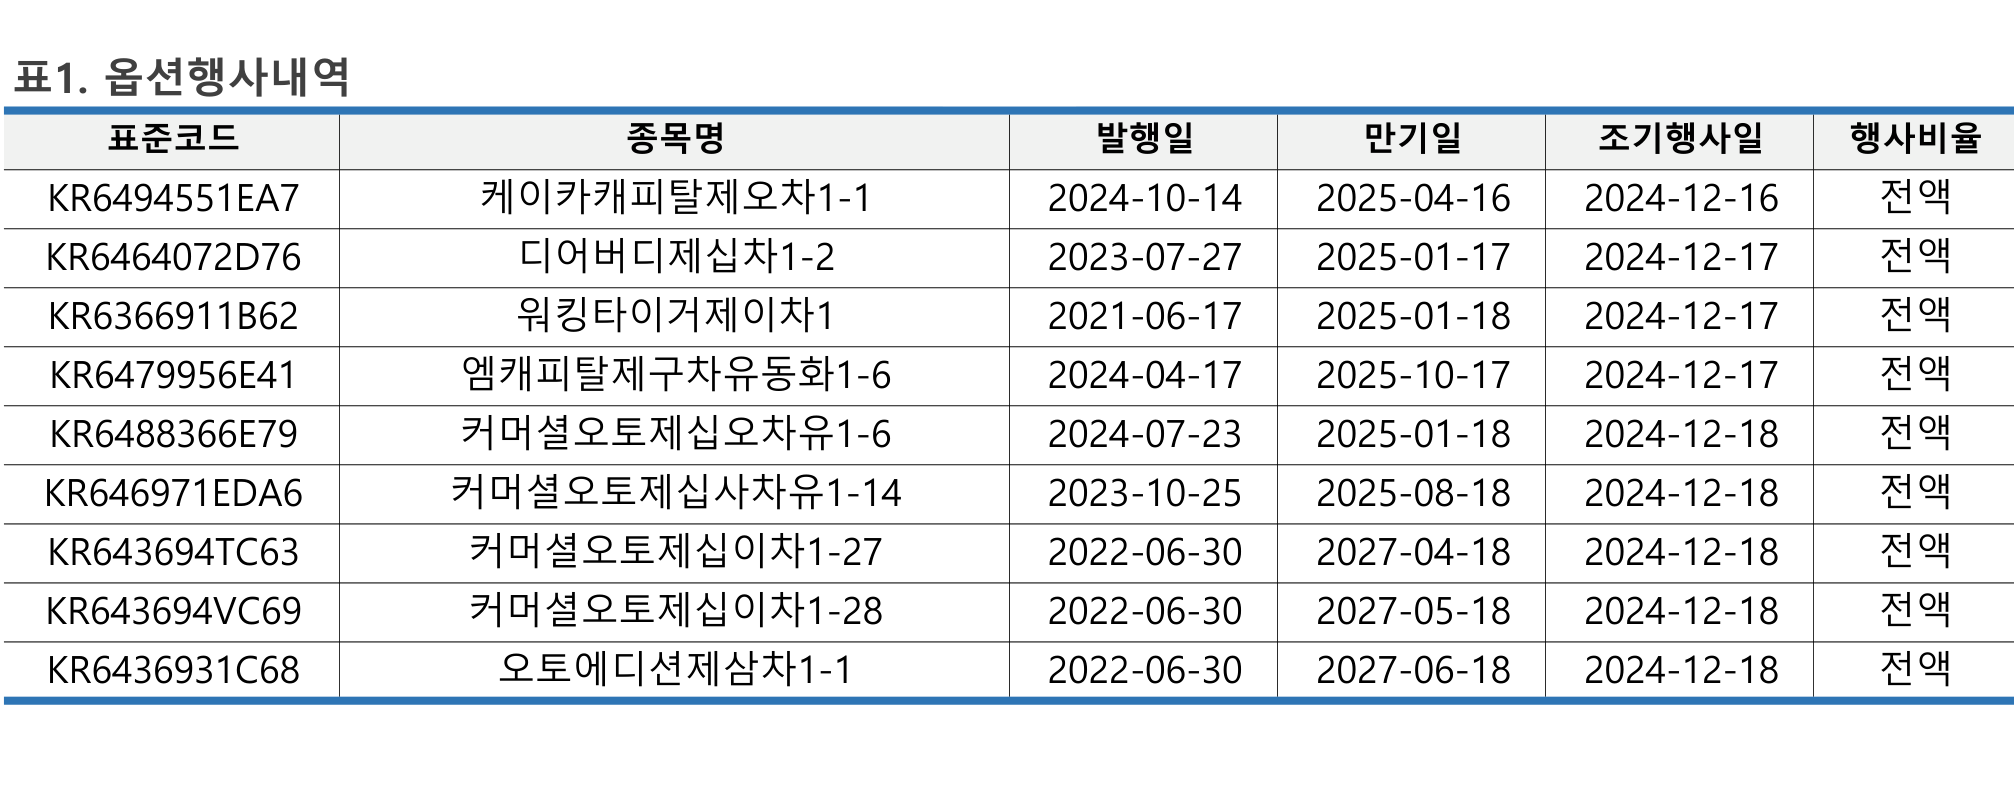 표1. 옵션행사내역
표준코드 종목명 발행일 만기일 조기행사일 행사비율
KR6494551EA7 케이카캐피탈제오차1-1 2024-10-14 2025-04-16 2024-12-16 전액
KR6464072D76 디어버디제십차1-2 2023-07-27 2025-01-17 2024-12-17 전액
KR6366911B62 워킹타이거제이차1 2021-06-17 2025-01-18 2024-12-17 전액
KR6479956E41 엠캐피탈제구차유동화1-6 2024-04-17 2025-10-17 2024-12-17 전액
KR6488366E79 커머셜오토제십오차유1-6 2024-07-23 2025-01-18 2024-12-18 전액
KR646971EDA6 커머셜오토제십사차유1-14 2023-10-25 2025-08-18 2024-12-18 전액
KR643694TC63 커머셜오토제십이차1-27 2022-06-30 2027-04-18 2024-12-18 전액
KR643694VC69 커머셜오토제십이차1-28 2022-06-30 2027-05-18 2024-12-18 전액
KR6436931C68 오토에디션제삼차1-1 2022-06-30 2027-06-18 2024-12-18 전액